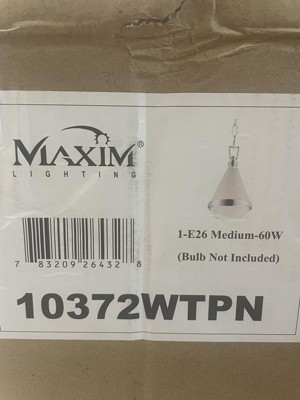 MAXIM®
LIGHTING
1-E26 Medium-60W
(Bulb Not Included)
7 83209 26432 8
10372WTPN